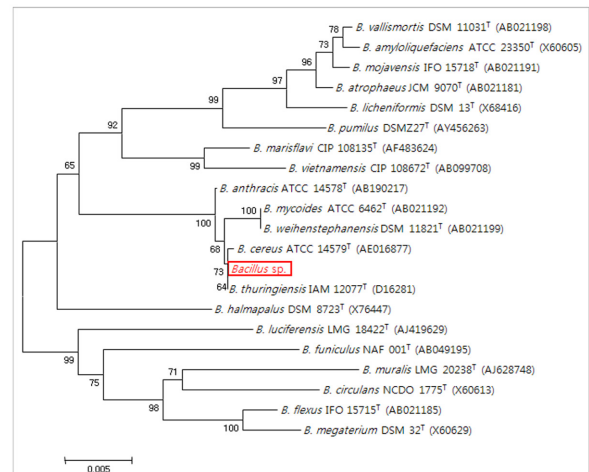 78
B. vallismortis DSM 11031T (AB021198)
73
B. amyloliquefaciens ATCC 23350T (X60605)
96
B. mojavensis IFO 15718T (AB021191)
97
B. atrophaeus JCM 9070T (AB021181)
99
B. licheniformis DSM 13T (X68416)
92
B. pumilus DSMZ27T (AY456263)
B. marisflavi CIP 108135T (AF483624)
65
99
B. vietnamensis CIP 108672T (AB099708)
B. anthracis ATCC 14578T (AB190217)
100
B. mycoides ATCC 6462T (AB021192)
100
B. weihenstephanensis DSM 11821T (AB021199)
68
B. cereus ATCC 14579T (AE016877)
73
Bacillus sp.
64
B. thuringiensis IAM 12077T (D16281)
B. halmapalus DSM 8723T (X76447)
B. luciferensis LMG 18422T (AJ419629)
99
B. funiculus NAF 001T (AB049195)
75
71
B. muralis LMG 20238T (AJ628748)
B. circulans NCDO 1775T (X60613)
98
B. flexus IFO 15715T (AB021185)
100
B. megaterium DSM 32T (X60629)
0.005